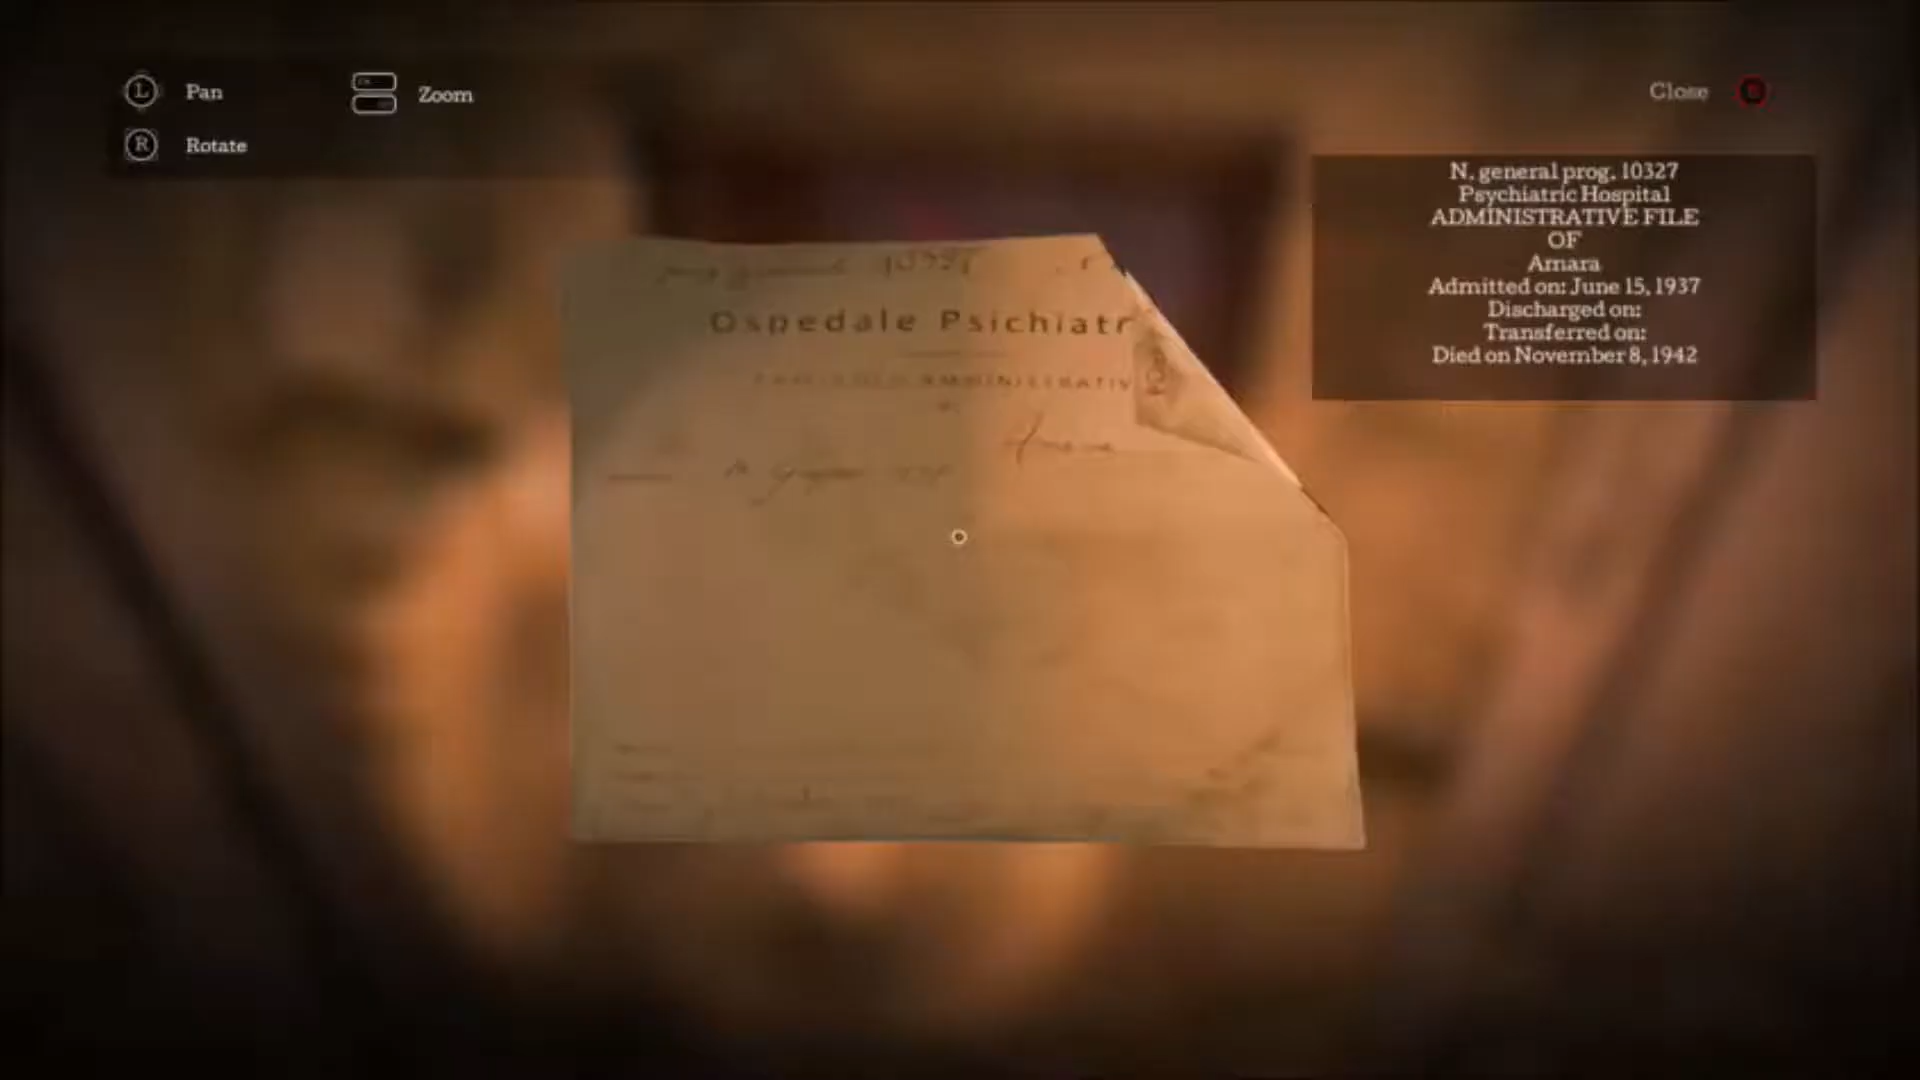 Pan
Zoom
Close
Rotate
N. general prog. 10327
Psychiatric Hospital
ADMINISTRATIVE FILE
OF
Amara
Admitted on: June 15, 1937
Discharged on:
Transferred on:
Died on November 8, 1942
L
R
Ospedale Psichiatr
AMMINISTRATIV